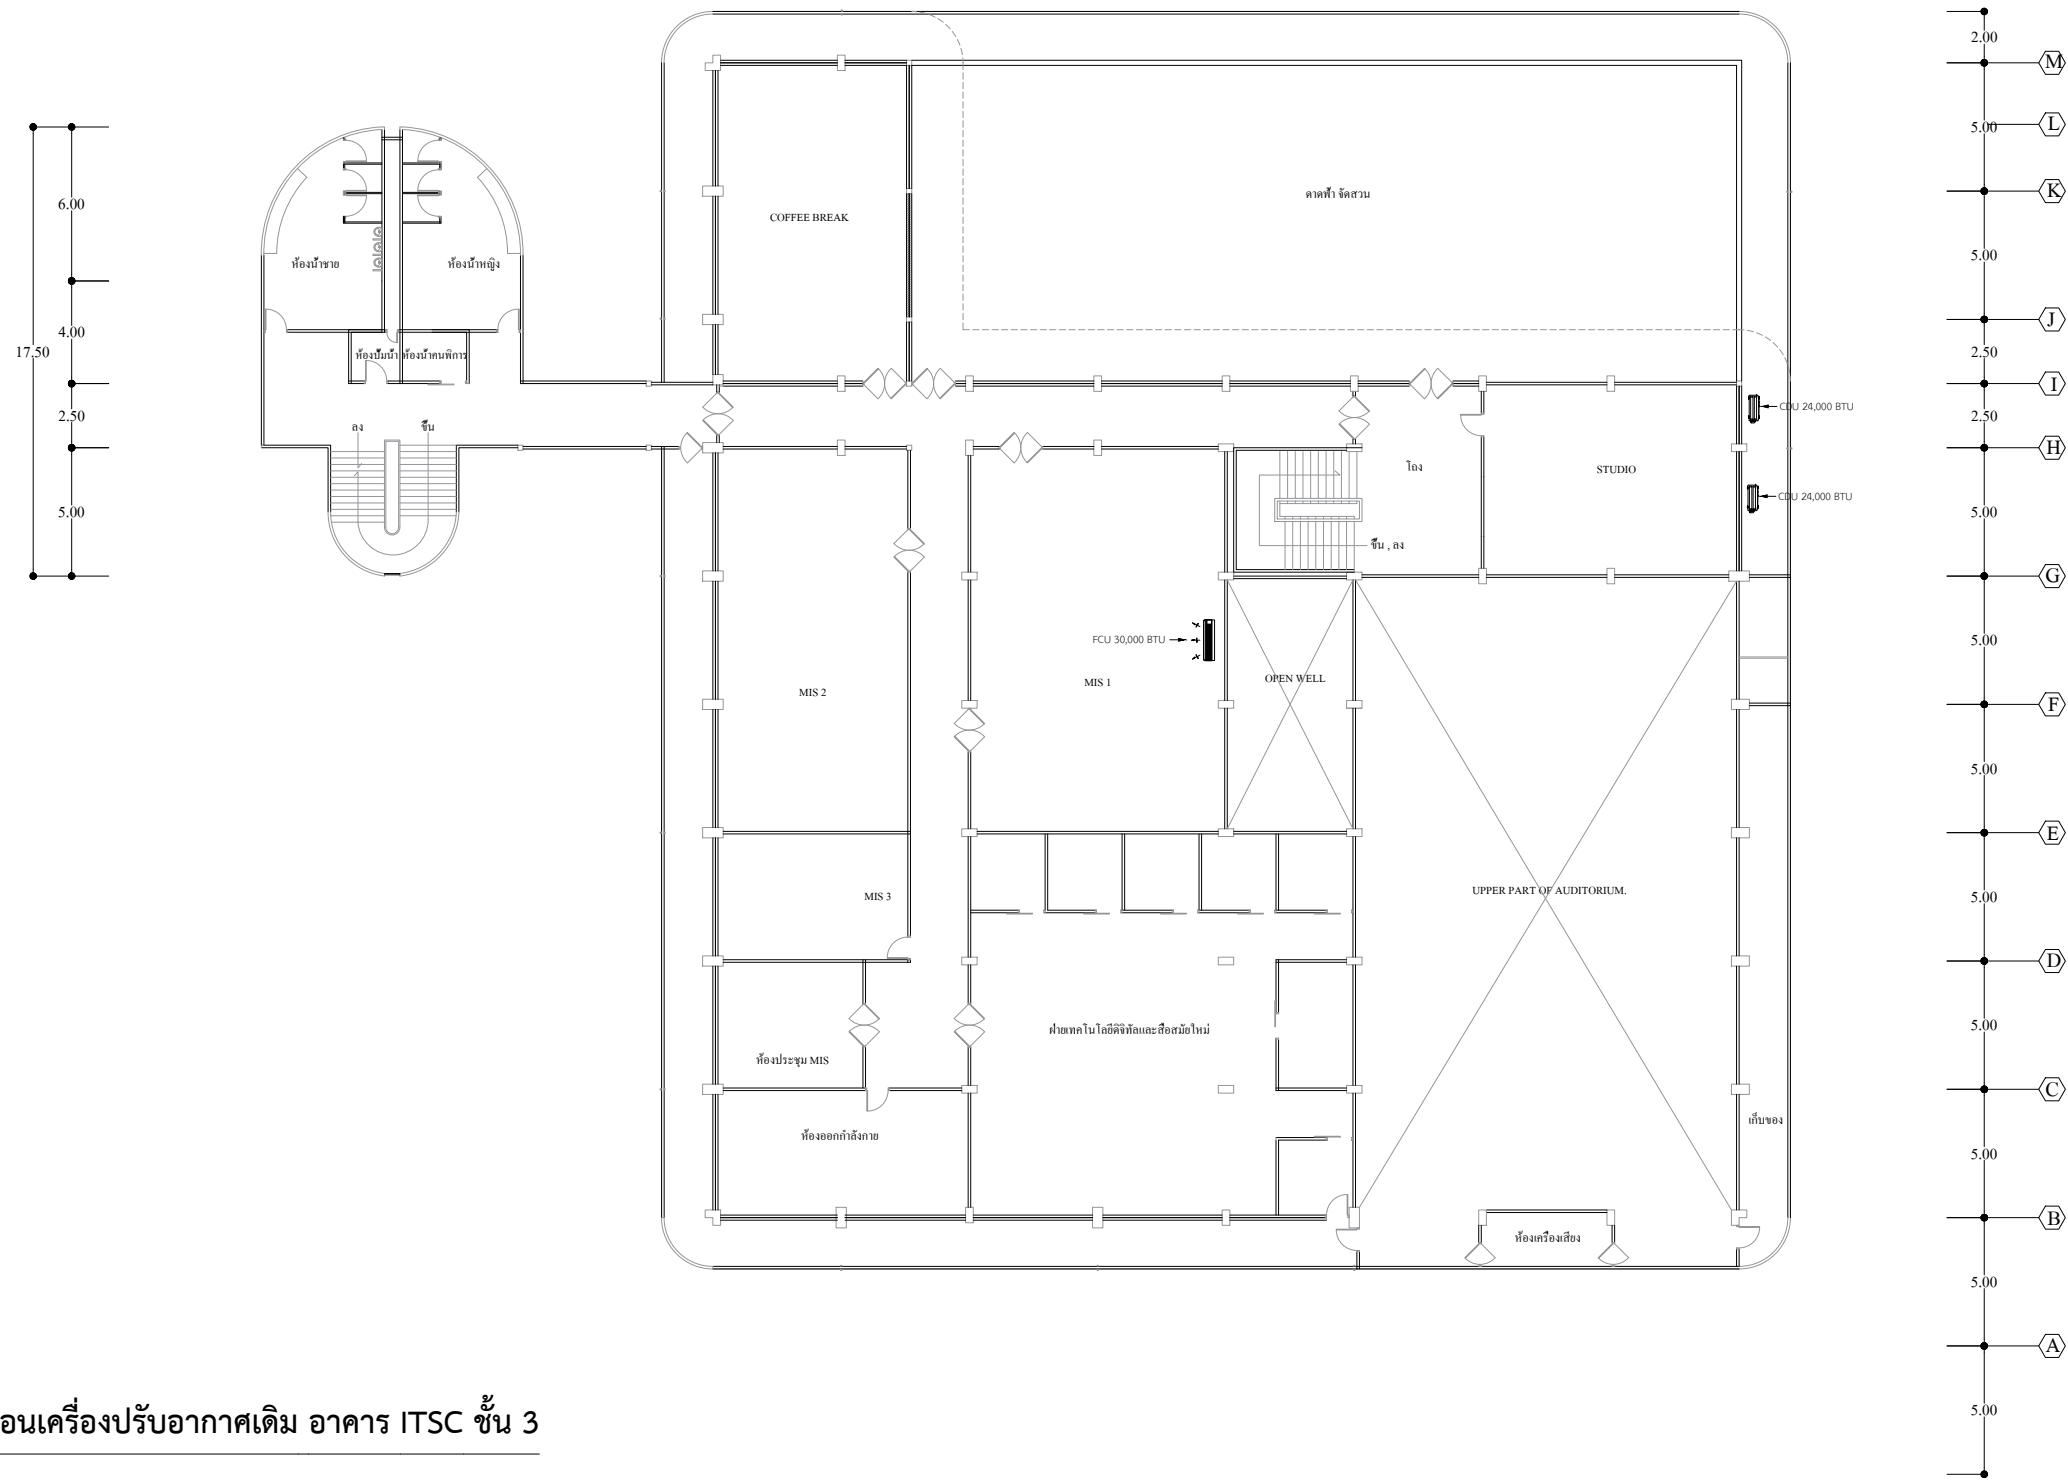 2.00
M
L
5.00
ดาดฟ้า จัดสวน
K
6.00
COFFEE BREAK
5.00
ห้องน้ำชาย
ห้องน้ำหญิง
J
4.00
17.50
ห้องปั๊มน้ำ
ห้องน้ำคนพิการ
2.50
I
CDU 24,000 BTU
2.50
2.50
ลง
ขึ้น
H
โถง
STUDIO
CDU 24,000 BTU
5.00
5.00
ขึ้น , ลง
G
FCU 30,000 BTU
5.00
MIS 2
MIS 1
OPEN WELL
F
5.00
E
MIS 3
UPPER PART OF AUDITORIUM.
5.00
D
ฝ่ายเทคโนโลยีดิจิทัลและสื่อสมัยใหม่
5.00
ห้องประชุม MIS
C
เก็บของ
ห้องออกกำลังกาย
5.00
B
ห้องเครื่องเสียง
5.00
A
5.00
อนเครื่องปรับอากาศเดิม อาคาร ITSC ชั้น 3